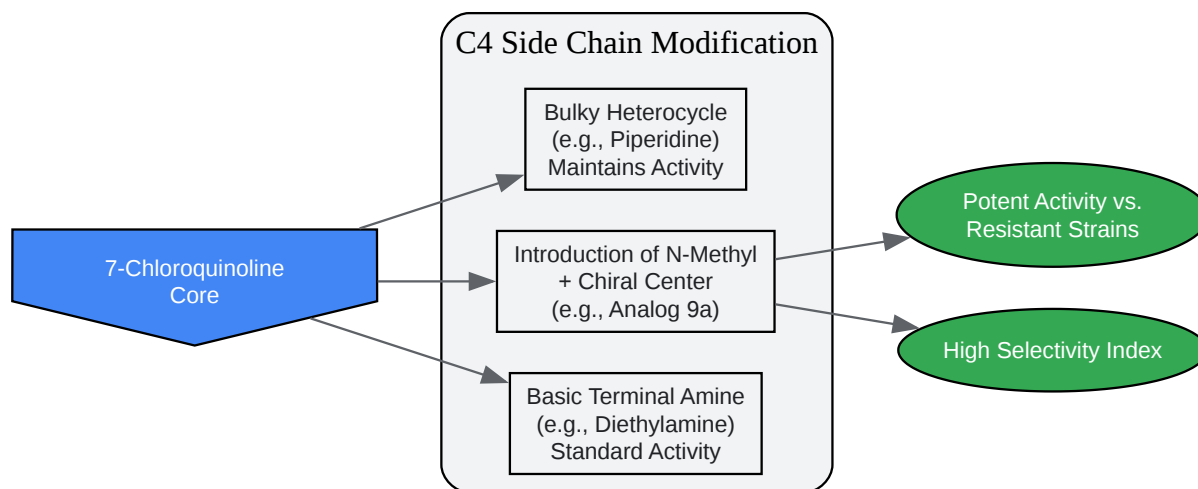 C4 Side Chain Modification
Bulky Heterocycle
(e.g., Piperidine)
Maintains Activity
7-Chloroquinoline
Core
Introduction of N-Methyl
+ Chiral Center
(e.g., Analog 9a)
Basic Terminal Amine
(e.g., Diethylamine)
Standard Activity
Potent Activity vs.
Resistant Strains
High Selectivity Index